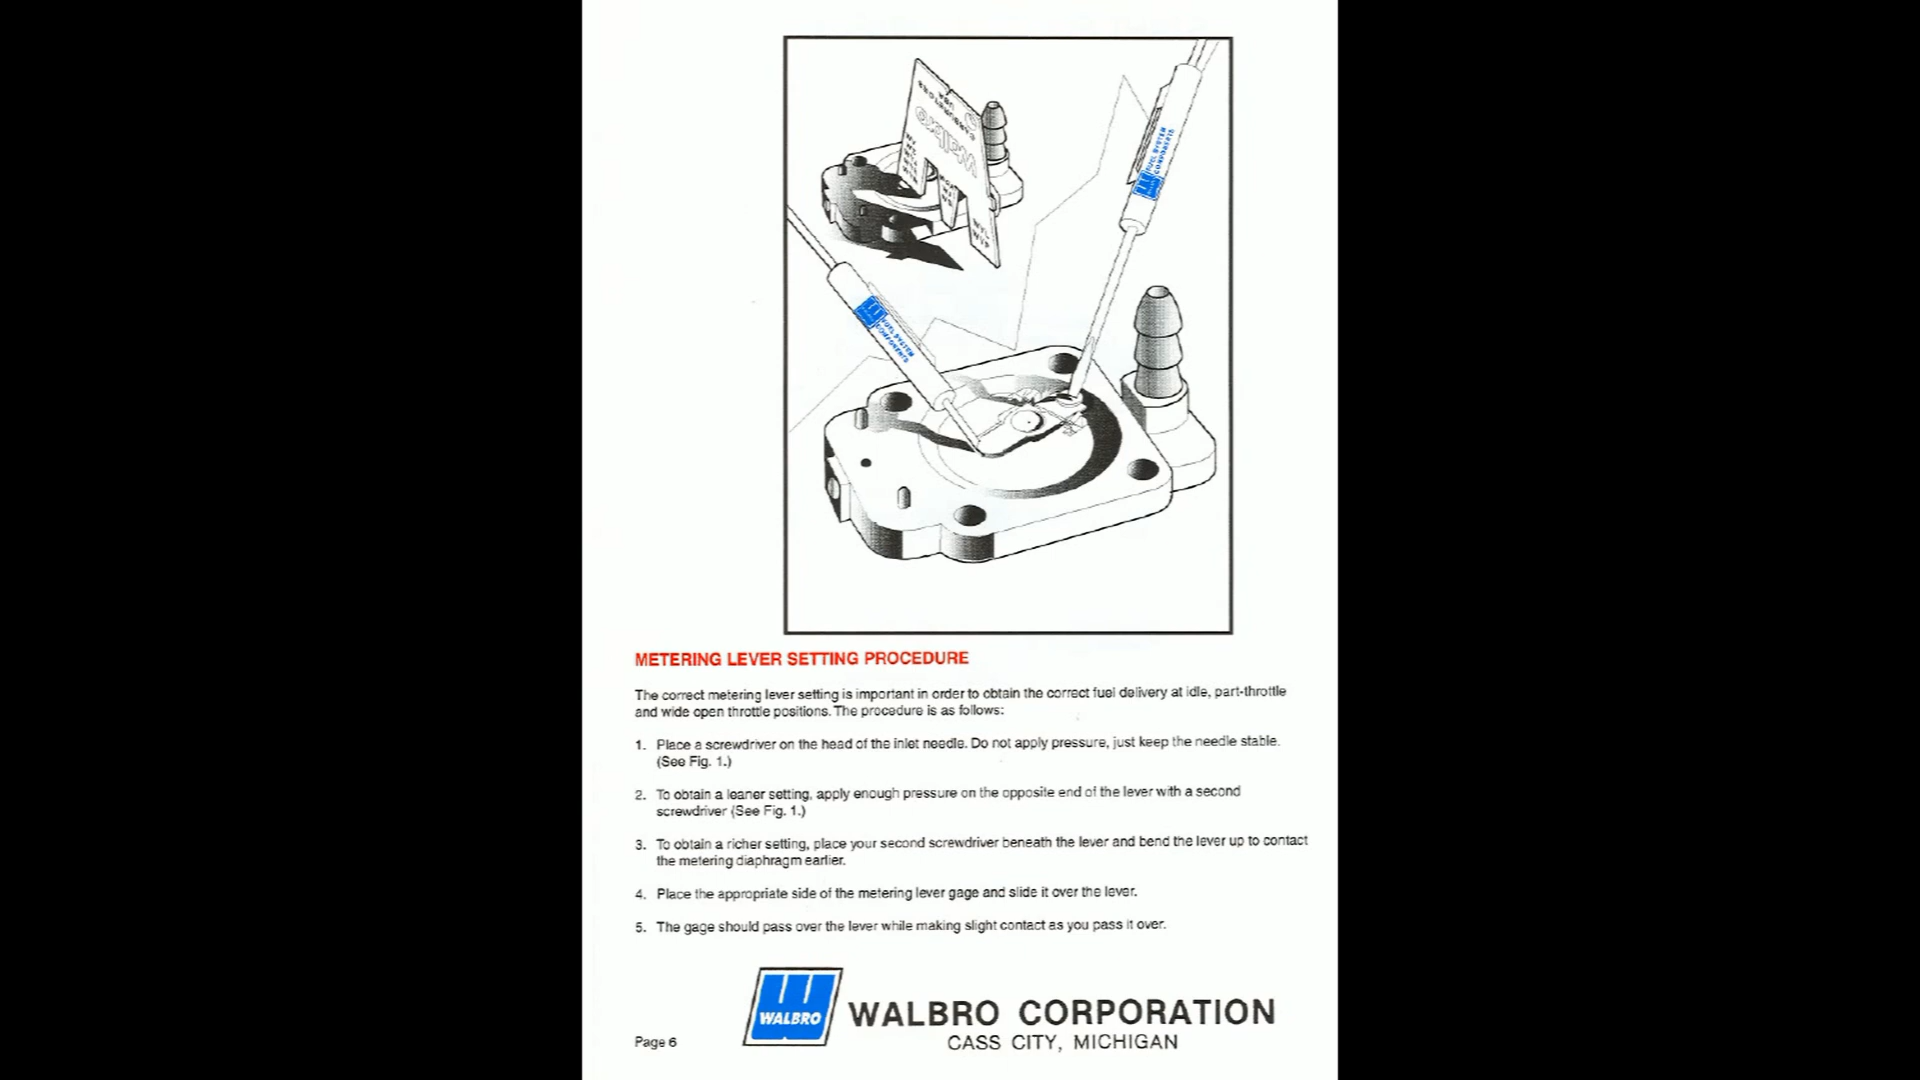 Walbro
FUEL SYSTEM
COMPONENTS
FUEL SYSTEM
COMPONENTS
METERING LEVER SETTING PROCEDURE
The correct metering lever setting is important in order to obtain the correct fuel delivery at idle, part-throttle
and wide open throttle positions. The procedure is as follows:
1. Place a screwdriver on the head of the inlet needle. Do not apply pressure, just keep the needle stable.
(See Fig. 1.)
2. To obtain a leaner setting, apply enough pressure on the opposite end of the lever with a second
screwdriver (See Fig. 1.)
3. To obtain a richer setting, place your second screwdriver beneath the lever and bend the lever up to contact
the metering diaphragm earlier.
4. Place the appropriate side of the metering lever gage and slide it over the lever.
5. The gage should pass over the lever while making slight contact as you pass it over.
WALBRO
WALBRO CORPORATION
CASS CITY, MICHIGAN
Page 6